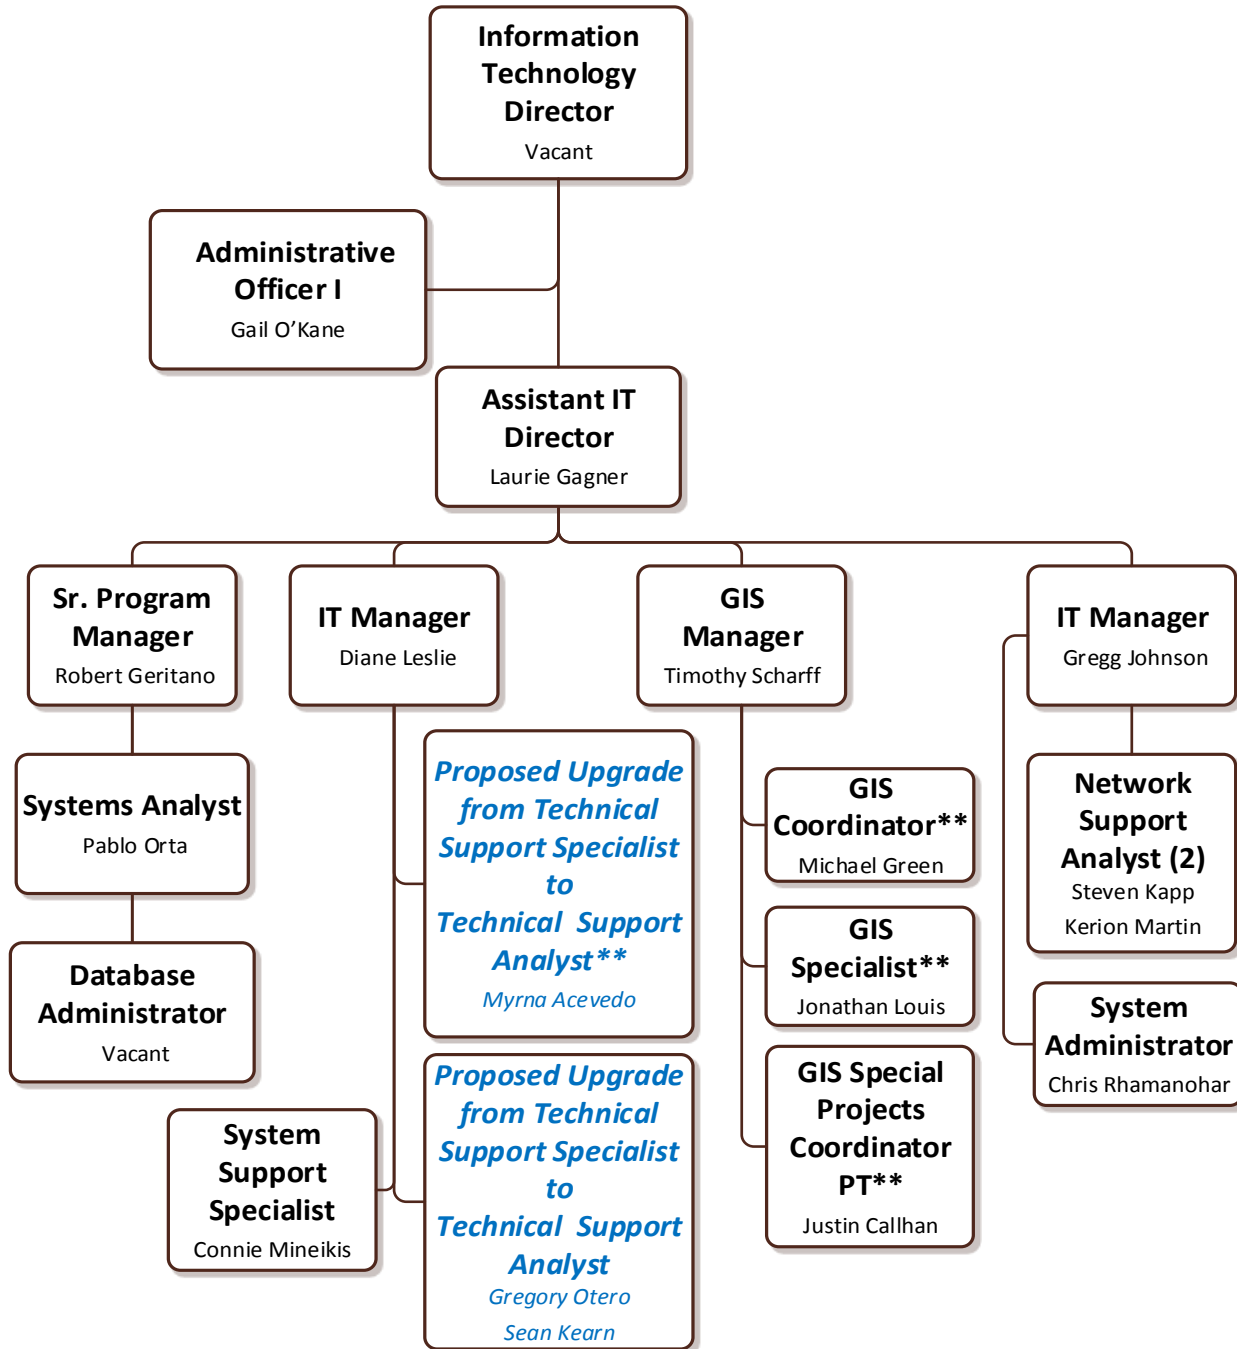 Information
Technology
Director
Vacant
Administrative
Officer I
Gail O’Kane
Assistant IT
Director
Laurie Gagner
Sr. Program
Manager
Robert Geritano
IT Manager
Diane Leslie
GIS
Manager
Timothy Scharff
IT Manager
Gregg Johnson
Systems Analyst
Pablo Orta
Database
Administrator
Vacant
Proposed Upgrade
from Technical
Support Specialist
to
Technical Support
Analyst**
Myrna Acevedo
System
Support
Specialist
Connie Mineikis
Proposed Upgrade
from Technical
Support Specialist
to
Technical Support
Analyst
Gregory Otero
Sean Kearn
GIS
Coordinator**
Michael Green
GIS
Specialist**
Jonathan Louis
GIS Special
Projects
Coordinator
PT**
Justin Callhan
Network
Support
Analyst (2)
Steven Kapp
Kerion Martin
System
Administrator
Chris Rhamanohar